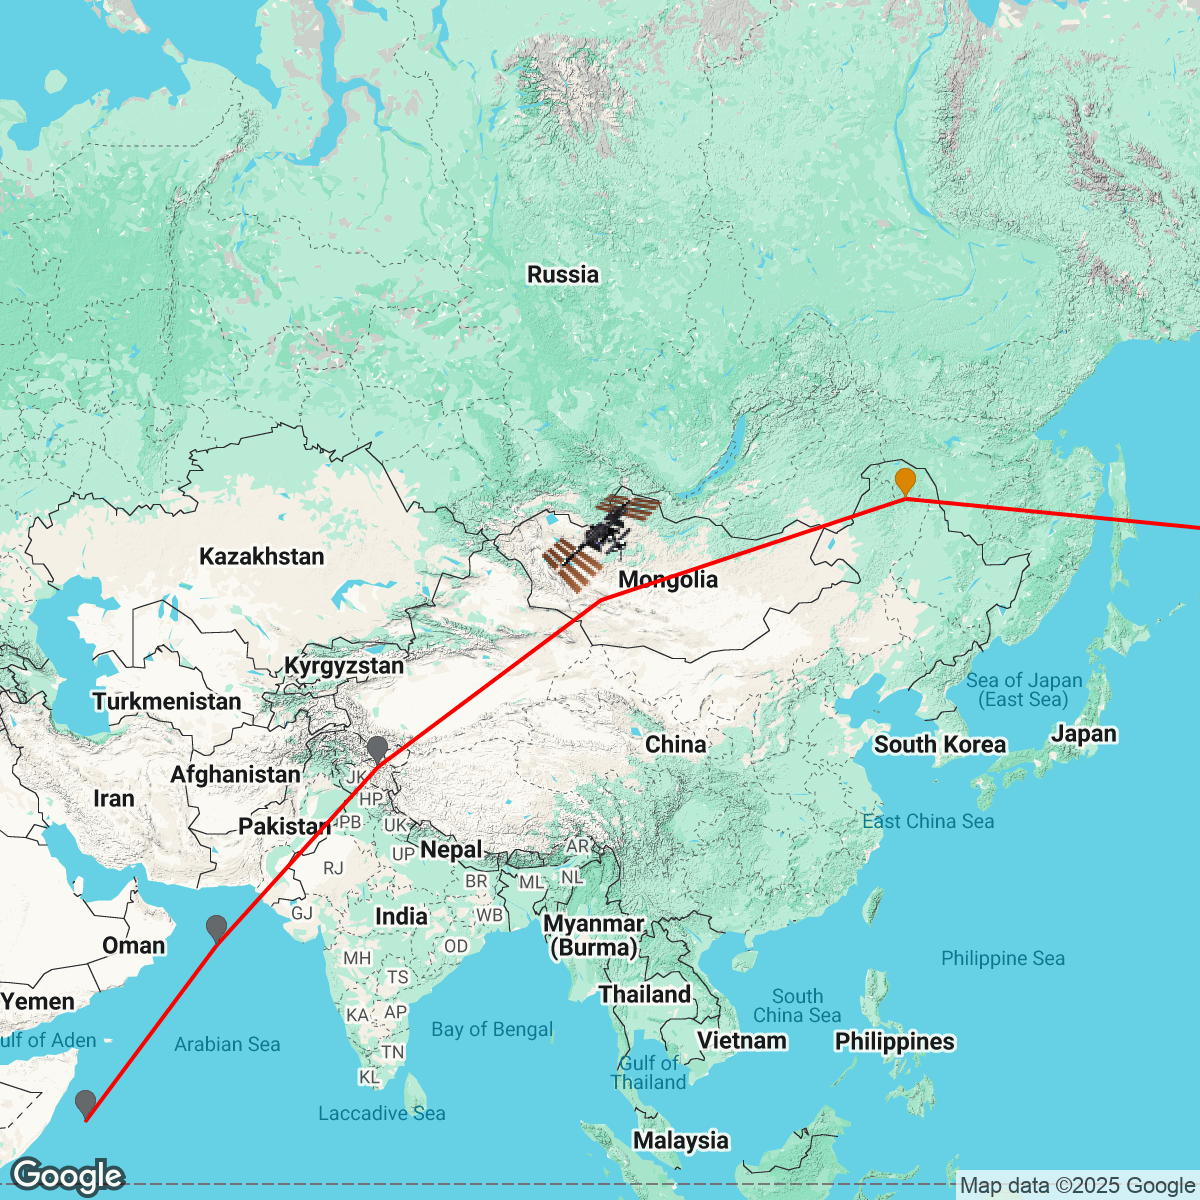 Russia
Kazakhstan
Mongolia
Kyrgyzstan
Turkmenistan
Sea of Japan
(East Sea)
Japan
China
South Korea
Afghanistan
JK
Iran
HP
Pakistan
PB
UK
East China Sea
Nepal
UP
AR
RJ
BR
ML
NL
GJ
India
WB
Myanmar
(Burma)
Oman
OD
MH
Philippine Sea
TS
Yemen
Thailand
South
China Sea
KA
AP
Gulf of Aden
Arabian Sea
Bay of Bengal
Vietnam
Philippines
TN
Gulf of
Thailand
KL
Laccadive Sea
Malaysia
Google
Map data ©2025 Google